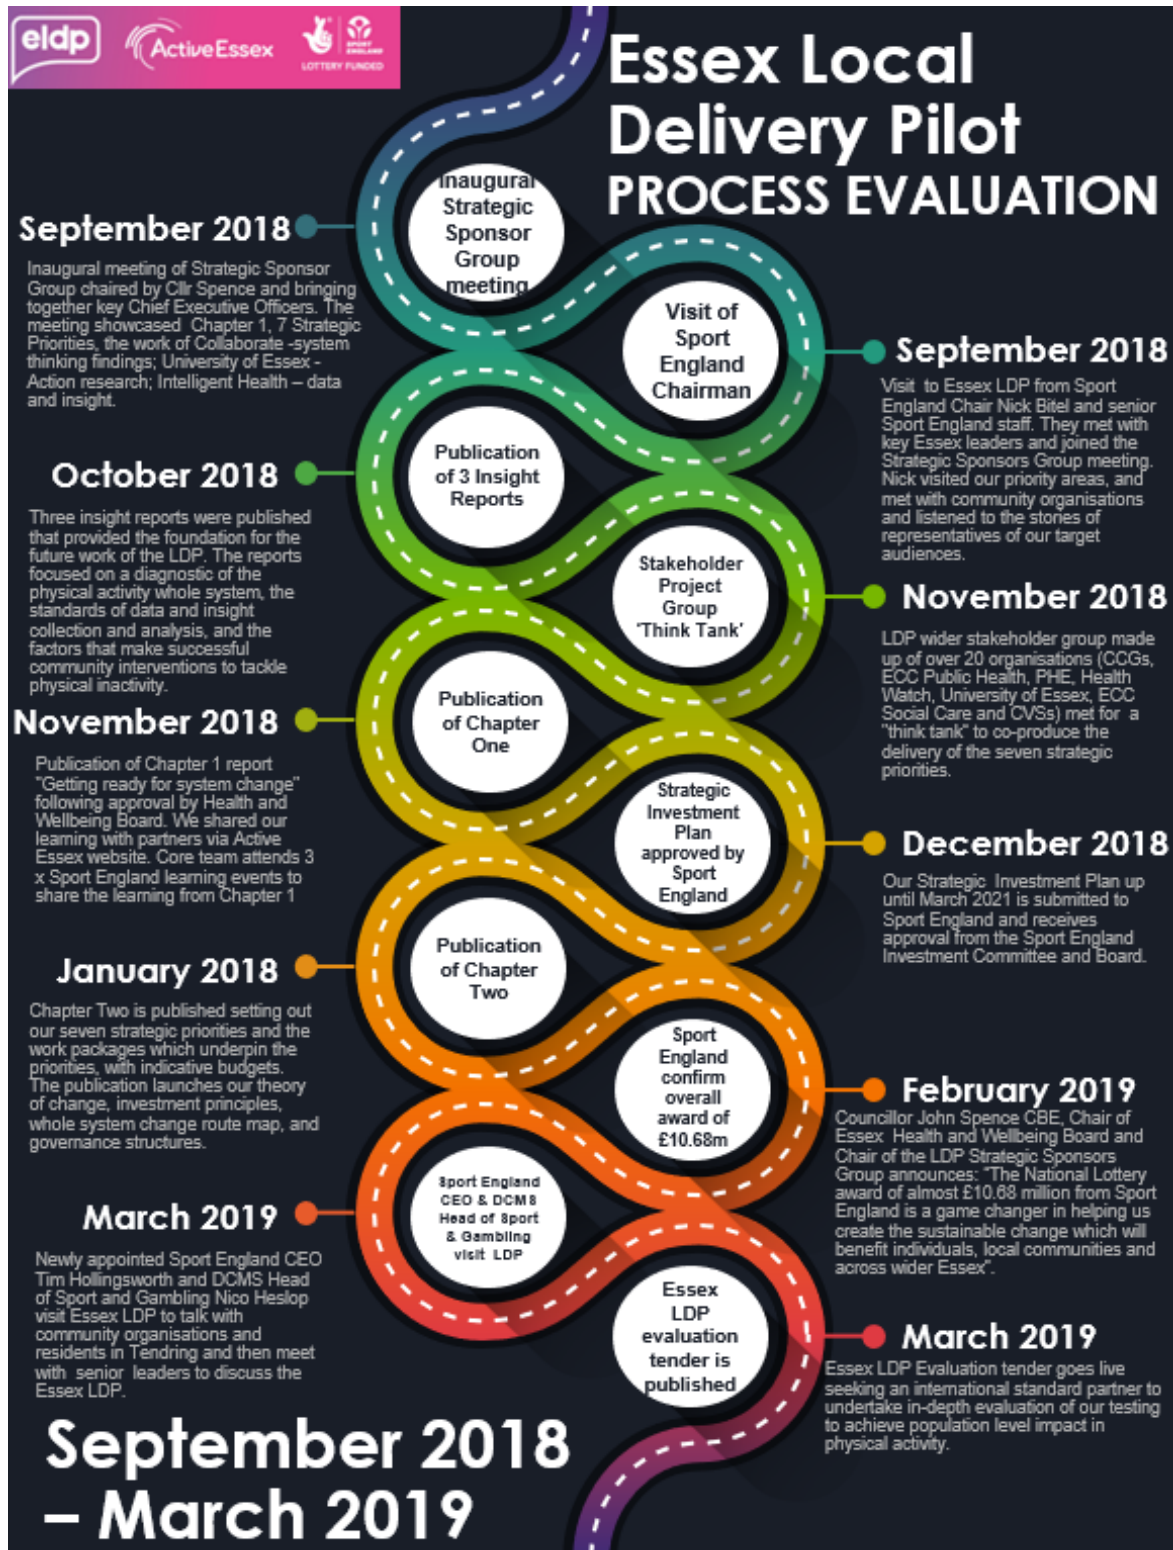 eldp
ActiveEssex
SPORT
ENGLAND
LOTTERY FUNDED
Essex Local
Delivery Pilot
PROCESS EVALUATION
Inaugural
Strategic
Sponsor
Group
meeting
September 2018
Inaugural meeting of Strategic Sponsor
Group chaired by Cllr Spence and bringing
together key Chief Executive Officers. The
meeting showcased Chapter 1, 7 Strategic
Priorities, the work of Collaborate -system
thinking findings; University of Essex -
Action research; Intelligent Health – data
and insight.
Visit of
Sport
England
Chairman
September 2018
Visit to Essex LDP from Sport
England Chair Nick Bitel and senior
Sport England staff. They met with
key Essex leaders and joined the
Strategic Sponsors Group meeting.
Nick visited our priority areas, and
met with community organisations
and listened to the stories of
representatives of our target
audiences.
Publication
of 3 Insight
Reports
October 2018
Three insight reports were published
that provided the foundation for the
future work of the LDP. The reports
focused on a diagnostic of the
physical activity whole system, the
standards of data and insight
collection and analysis, and the
factors that make successful
community interventions to tackle
physical inactivity.
Stakeholder
Project
Group
'Think Tank'
November 2018
LDP wider stakeholder group made
up of over 20 organisations (CCGs,
ECC Public Health, PHE, Health
Watch, University of Essex, ECC
Social Care and CVSs) met for a
"think tank" to co-produce the
delivery of the seven strategic
priorities.
Publication
of Chapter
One
November 2018
Publication of Chapter 1 report
"Getting ready for system change"
following approval by Health and
Wellbeing Board. We shared our
learning with partners via Active
Essex website. Core team attends 3
x Sport England learning events to
share the learning from Chapter 1
Strategic
Investment
Plan
approved by
Sport
England
December 2018
Our Strategic Investment Plan up
until March 2021 is submitted to
Sport England and receives
approval from the Sport England
Investment Committee and Board.
Publication
of Chapter
Two
January 2018
Chapter Two is published setting out
our seven strategic priorities and the
work packages which underpin the
priorities, with indicative budgets.
The publication launches our theory
of change, investment principles,
whole system change route map, and
governance structures.
Sport
England
confirm
overall
award of
£10.68m
February 2019
Councillor John Spence CBE, Chair of
Essex Health and Wellbeing Board and
Chair of the LDP Strategic Sponsors
Group announces: "The National Lottery
award of almost £10.68 million from Sport
England is a game changer in helping us
create the sustainable change which will
benefit individuals, local communities and
across wider Essex".
Sport England
CEO & DCMS
Head of Sport
& Gambling
visit LDP
March 2019
Newly appointed Sport England CEO
Tim Hollingsworth and DCMS Head
of Sport and Gambling Nico Heslop
visit Essex LDP to talk with
community organisations and
residents in Tendring and then meet
with senior leaders to discuss the
Essex LDP.
Essex
LDP
evaluation
tender is
published
March 2019
Essex LDP Evaluation tender goes live
seeking an international standard partner to
undertake in-depth evaluation of our testing
to achieve population level impact in
physical activity.
September 2018
– March 2019